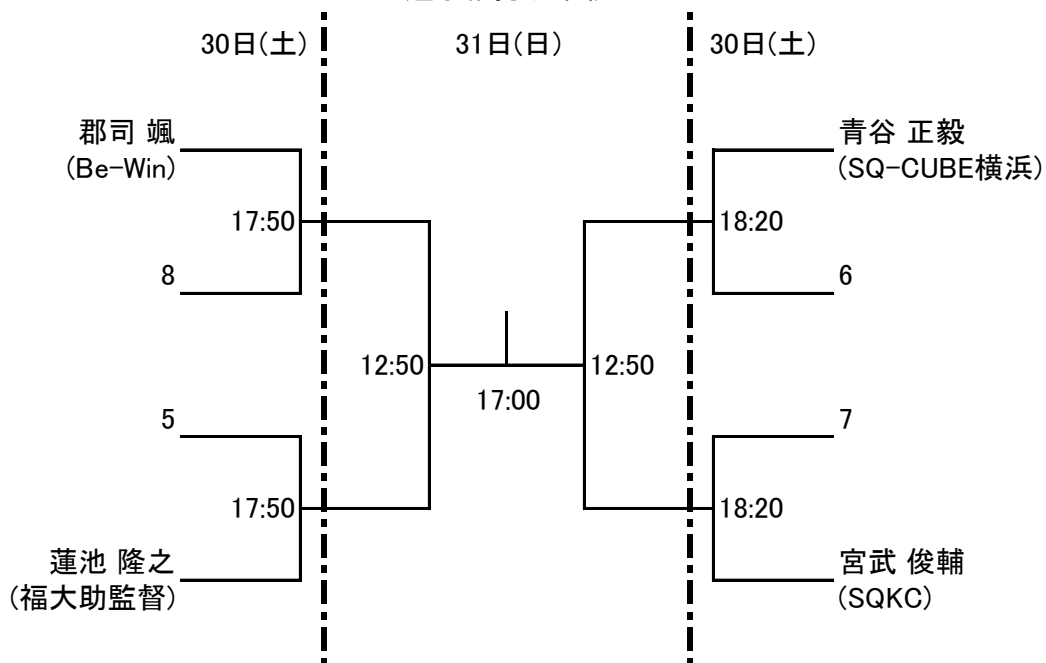 30日(土)
31日(日)
30日(土)
郡司 颯
(Be-Win)
青谷 正毅
(SQ-CUBE横浜)
17:50
18:20
8
6
12:50
12:50
17:00
5
7
17:50
18:20
蓮池 隆之
(福大助監督)
宮武 俊輔
(SQKC)